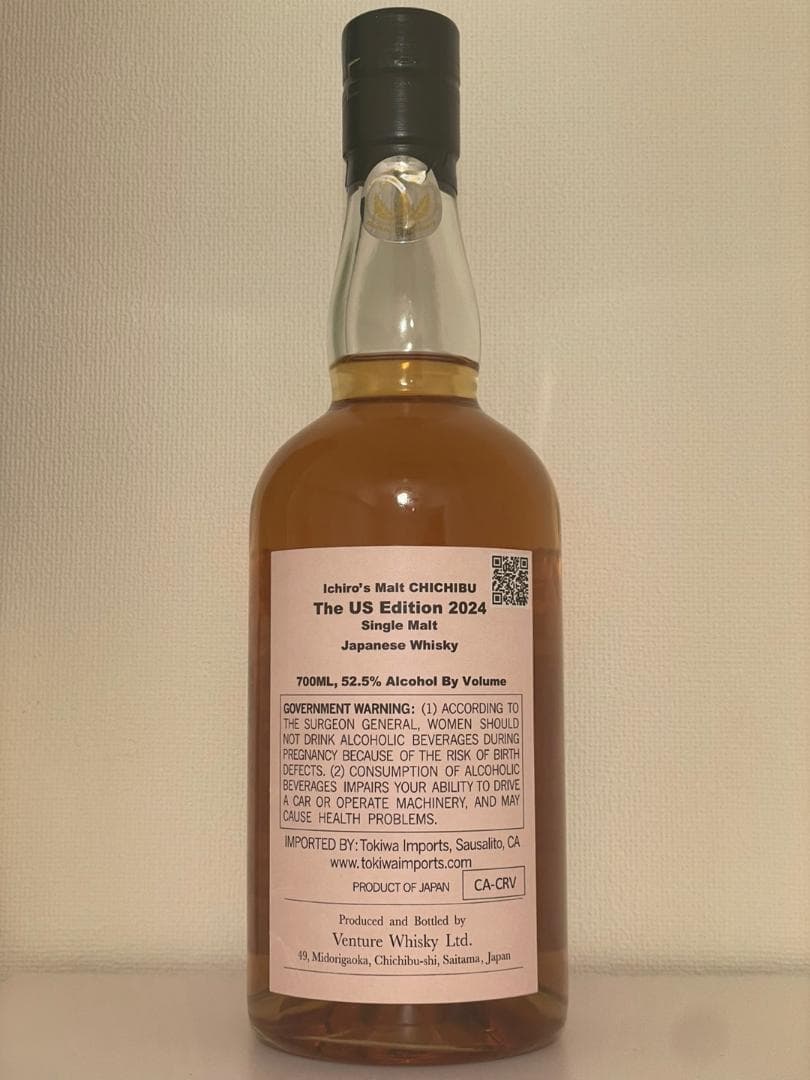 Ichiro's Malt CHICHIBU
The US Edition 2024
Single Malt
Japanese Whisky
700ML, 52.5% Alcohol By Volume
GOVERNMENT WARNING: (1) ACCORDING TO
THE SURGEON GENERAL, WOMEN SHOULD
NOT DRINK ALCOHOLIC BEVERAGES DURING
PREGNANCY BECAUSE OF THE RISK OF BIRTH
DEFECTS. (2) CONSUMPTION OF ALCOHOLIC
BEVERAGES IMPAIRS YOUR ABILITY TO DRIVE
A CAR OR OPERATE MACHINERY, AND MAY
CAUSE HEALTH PROBLEMS.
IMPORTED BY: Tokiwa Imports, Sausalito, CA
www.tokiwaimports.com
PRODUCT OF JAPAN CA-CRV
Produced and Bottled by
Venture Whisky Ltd.
49, Midorigaoka, Chichibu-shi, Saitama, Japan